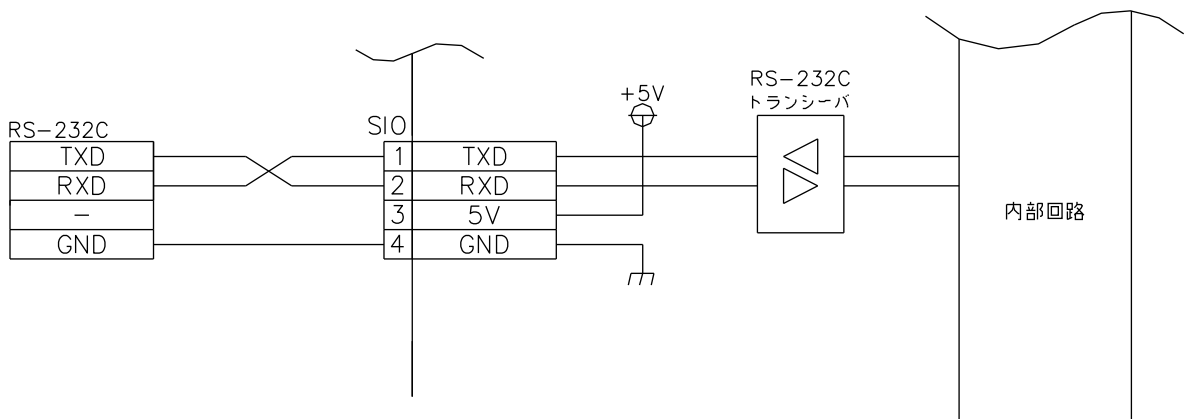 RS-232C
TXD
RXD
-
GND
SIO
1 TXD
2 RXD
3 5V
4 GND
+5V
RS-232C
トランシーバ
内部回路